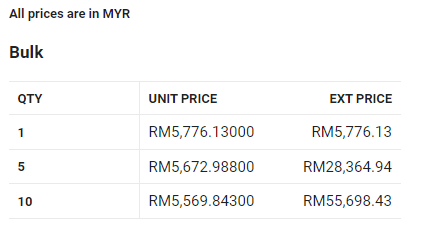 All prices are in MYR
Bulk
QTY UNIT PRICE EXT PRICE
1 RM5,776.13000 RM5,776.13
5 RM5,672.98800 RM28,364.94
10 RM5,569.84300 RM55,698.43